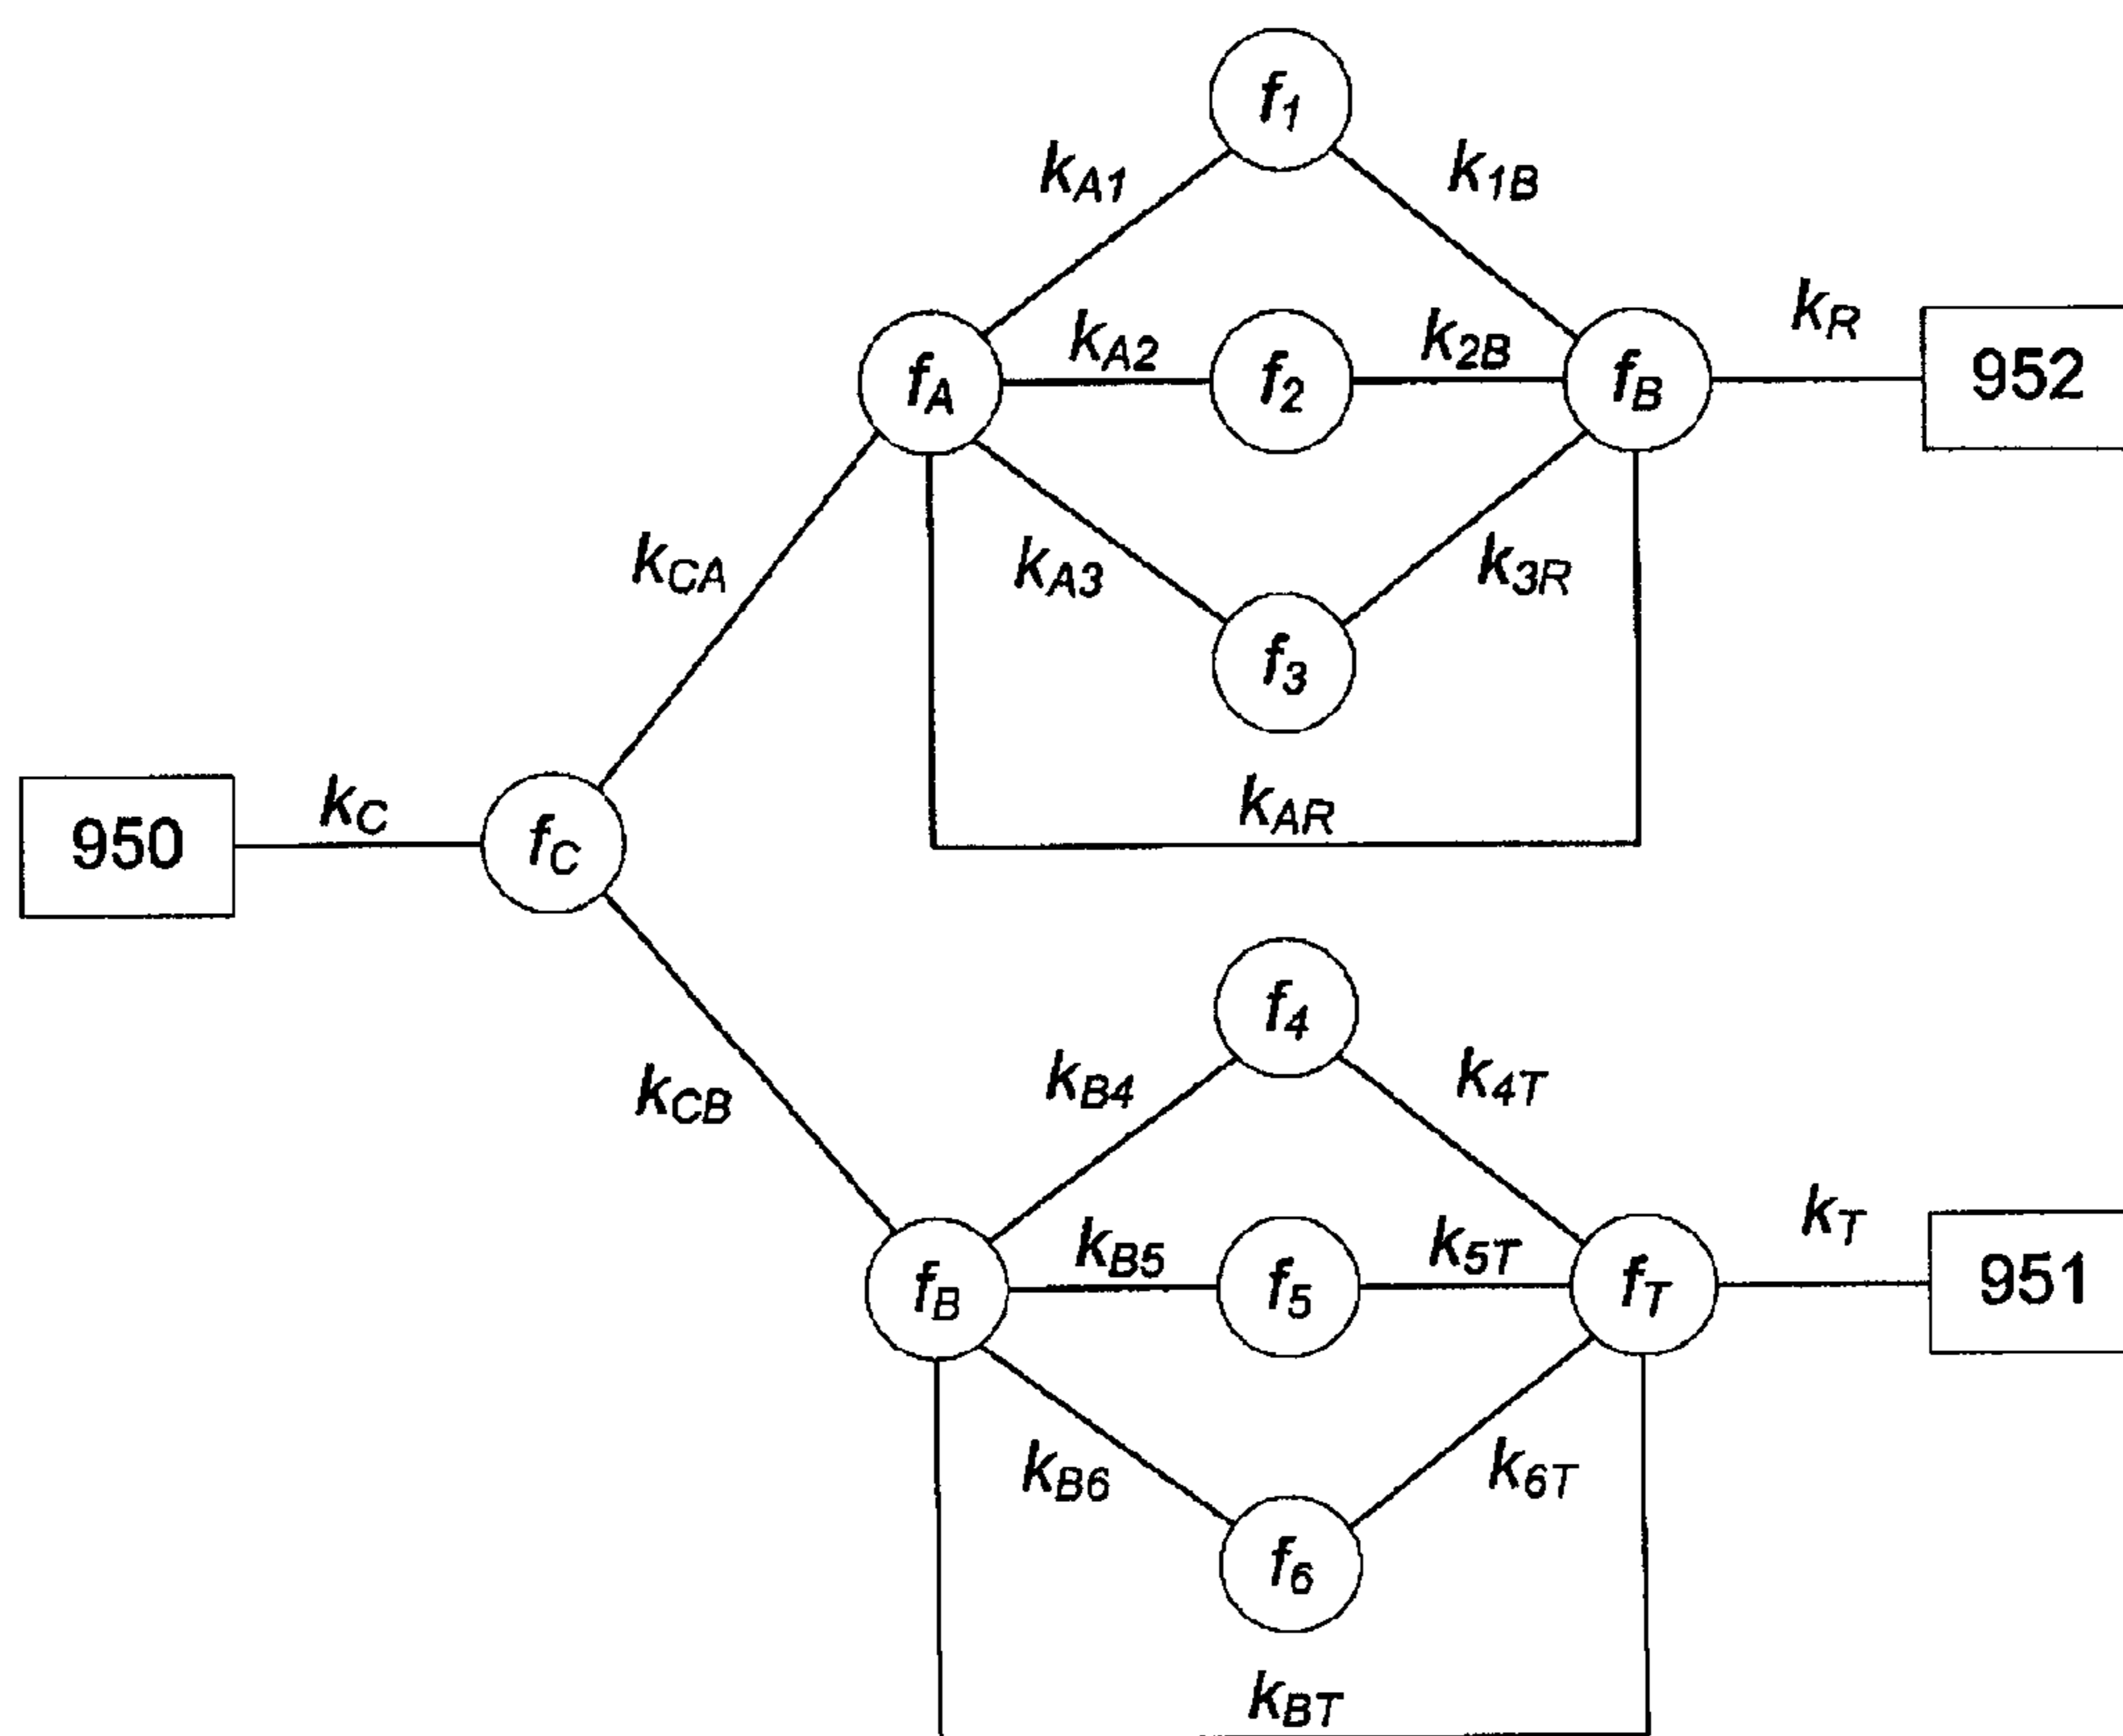 f1
kA1 k1B
kR
kA2 k2B
fA f2 fB 952
kCA kA3 k3R
f3
kC kAR
950 fC
f4
kCB kB4 k4T
kT
kB5 k5T
fB f5 fT 951
kB6 k6T
f6
kBT